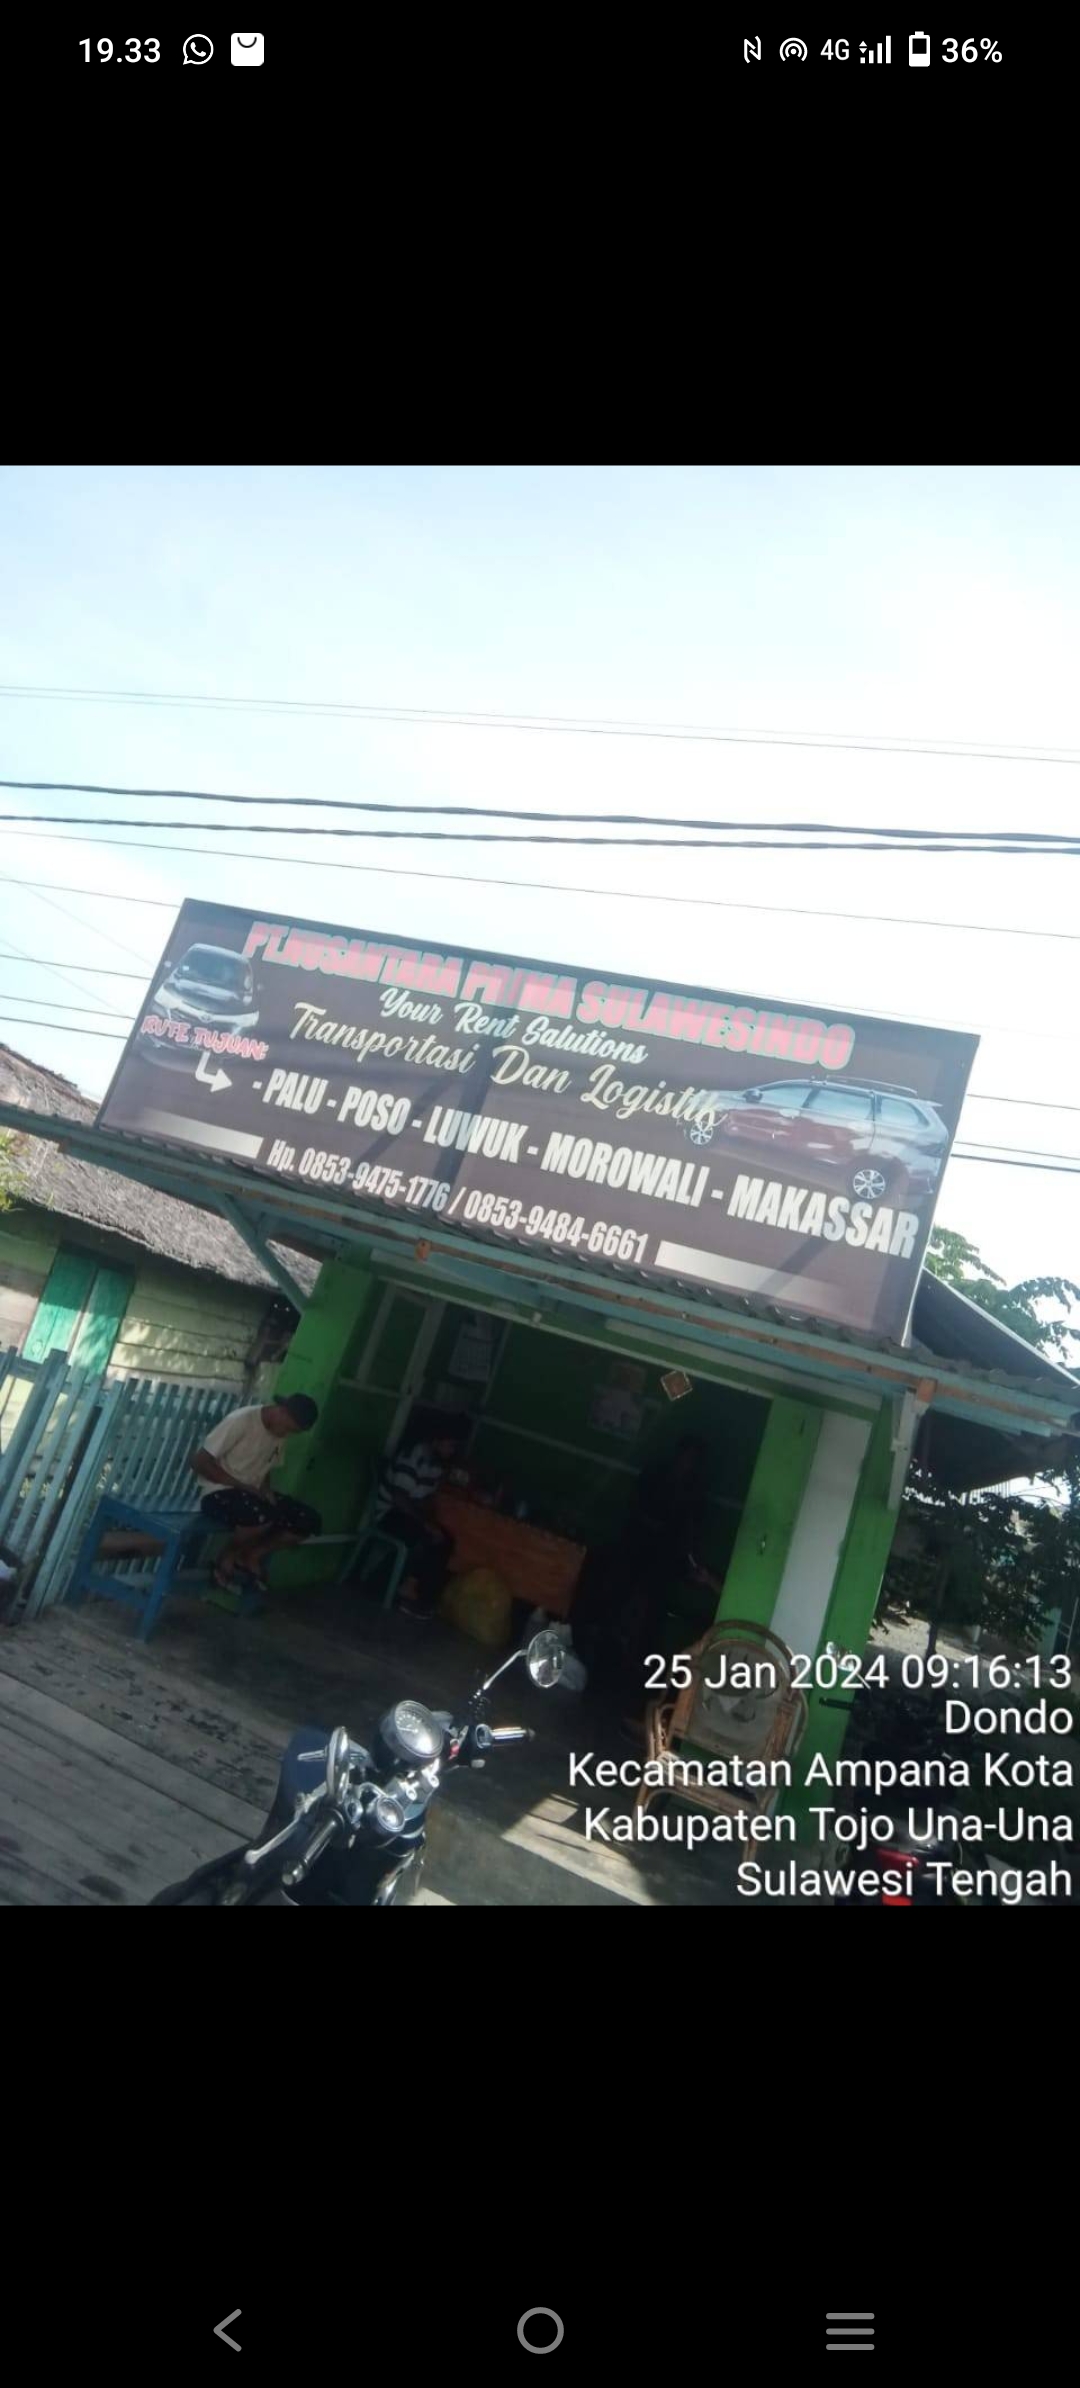 19.33
4G
36%
PT.NUSANTARA PRIMA SULAWESINDO
Your Rent Salutions
Transportasi Dan Logistik
RUTE TUJUAN:
- PALU - POSO - LUWUK - MOROWALI - MAKASSAR
Hp. 0853-9475-1776 / 0853-9484-6661
25 Jan 2024 09:16:13
Dondo
Kecamatan Ampana Kota
Kabupaten Tojo Una-Una
Sulawesi Tengah